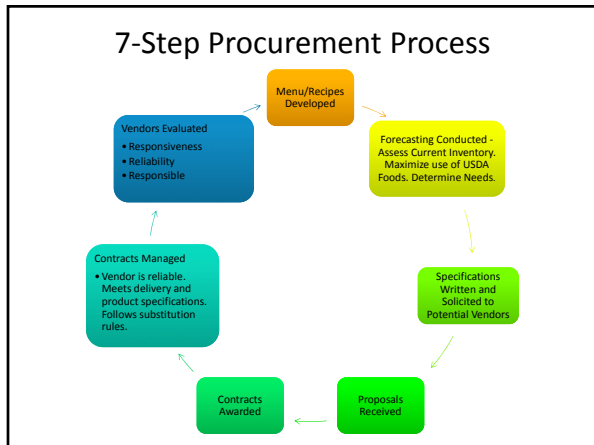 7-Step Procurement Process
Menu/Recipes
Developed
Forecasting Conducted -
Assess Current Inventory.
Maximize use of USDA
Foods. Determine Needs.
Specifications
Written and
Solicited to
Potential Vendors
Proposals
Received
Contracts
Awarded
Contracts Managed
• Vendor is reliable.
Meets delivery and
product specifications.
Follows substitution
rules.
Vendors Evaluated
• Responsiveness
• Reliability
• Responsible